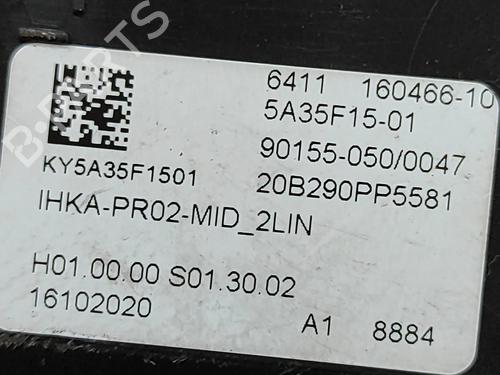 6411 160466-10
5A35F15-01
90155-050/0047
KY5A35F1501 20B290PP5581
IHKA-PR02-MID_2LIN
H01.00.00 S01.30.02
16102020 A1 8884
B-PARTS